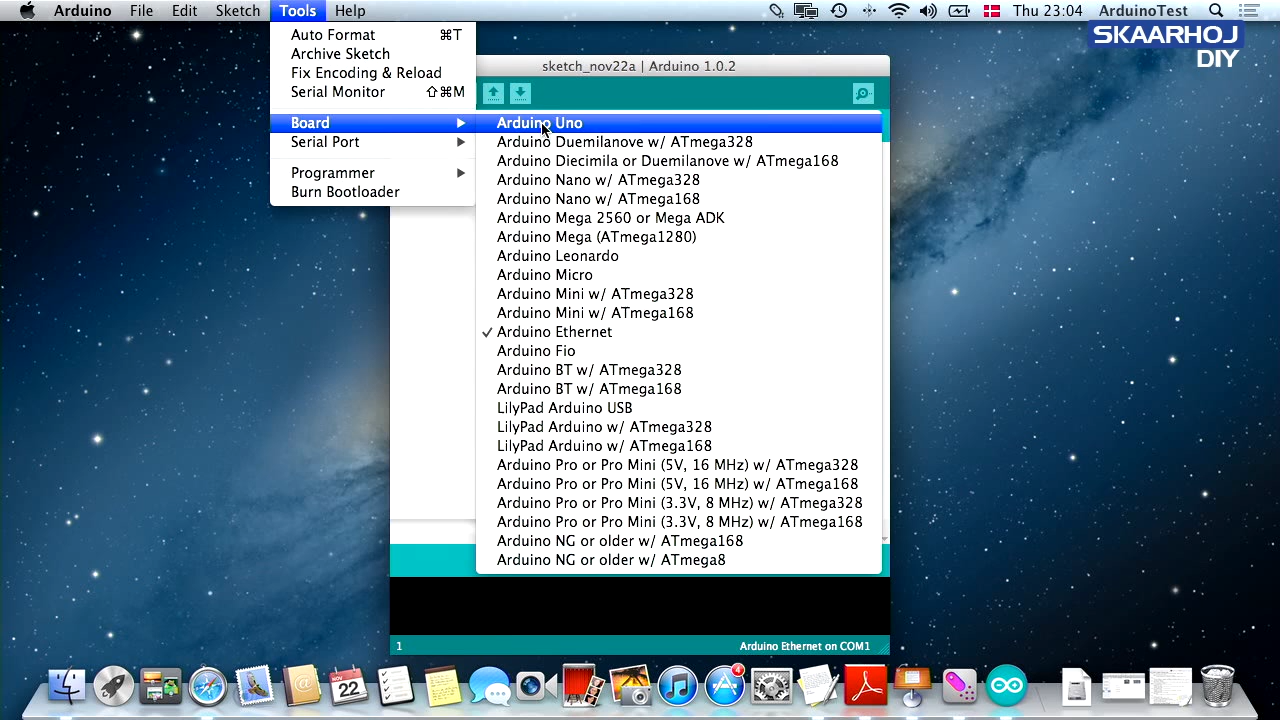 Arduino File Edit Sketch Tools Help Thu 23:04 ArduinoTest
SKAARHOJ
DIY
Auto Format ⌘T
Archive Sketch
Fix Encoding & Reload
Serial Monitor ⇧⌘M
Board
Serial Port
Programmer
Burn Bootloader
sketch_nov22a | Arduino 1.0.2
Arduino Uno
Arduino Duemilanove w/ ATmega328
Arduino Diecimila or Duemilanove w/ ATmega168
Arduino Nano w/ ATmega328
Arduino Nano w/ ATmega168
Arduino Mega 2560 or Mega ADK
Arduino Mega (ATmega1280)
Arduino Leonardo
Arduino Micro
Arduino Mini w/ ATmega328
Arduino Mini w/ ATmega168
✓ Arduino Ethernet
Arduino Fio
Arduino BT w/ ATmega328
Arduino BT w/ ATmega168
LilyPad Arduino USB
LilyPad Arduino w/ ATmega328
LilyPad Arduino w/ ATmega168
Arduino Pro or Pro Mini (5V, 16 MHz) w/ ATmega328
Arduino Pro or Pro Mini (5V, 16 MHz) w/ ATmega168
Arduino Pro or Pro Mini (3.3V, 8 MHz) w/ ATmega328
Arduino Pro or Pro Mini (3.3V, 8 MHz) w/ ATmega168
Arduino NG or older w/ ATmega168
Arduino NG or older w/ ATmega8
1 Arduino Ethernet on COM1
NOV
22
4